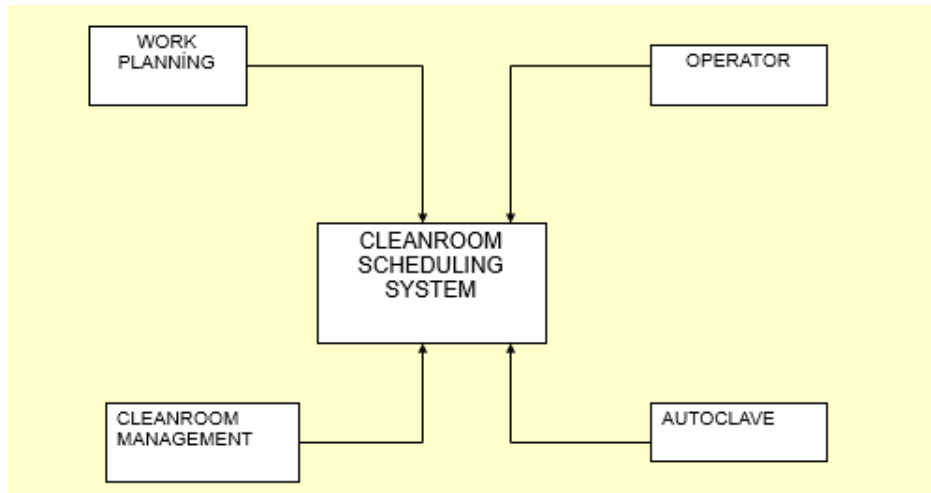 WORK
PLANNİNG
OPERATOR
CLEANROOM
SCHEDULING
SYSTEM
CLEANROOM
MANAGEMENT
AUTOCLAVE